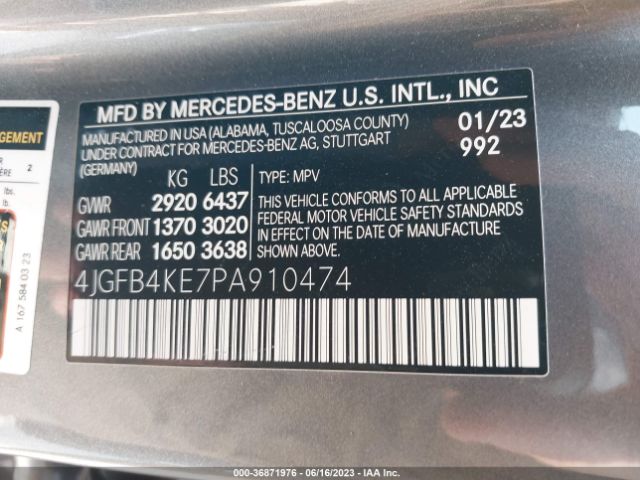 MFD BY MERCEDES-BENZ U.S. INTL., INC
MANUFACTURED IN USA (ALABAMA, TUSCALOOSA COUNTY)
UNDER CONTRACT FOR MERCEDES-BENZ AG, STUTTGART
(GERMANY)
01/23
992
KG LBS
GVWR 2920 6437
GAWR FRONT 1370 3020
GAWR REAR 1650 3638
TYPE: MPV
THIS VEHICLE CONFORMS TO ALL APPLICABLE
FEDERAL MOTOR VEHICLE SAFETY STANDARDS
IN EFFECT ON THE DATE OF MANUFACTURE
SHOWN ABOVE.
4JGFB4KE7PA910474
2
lbs.
lb.
A 167 584 03 23
000-36871976 - 06/16/2023 - IAA Inc.